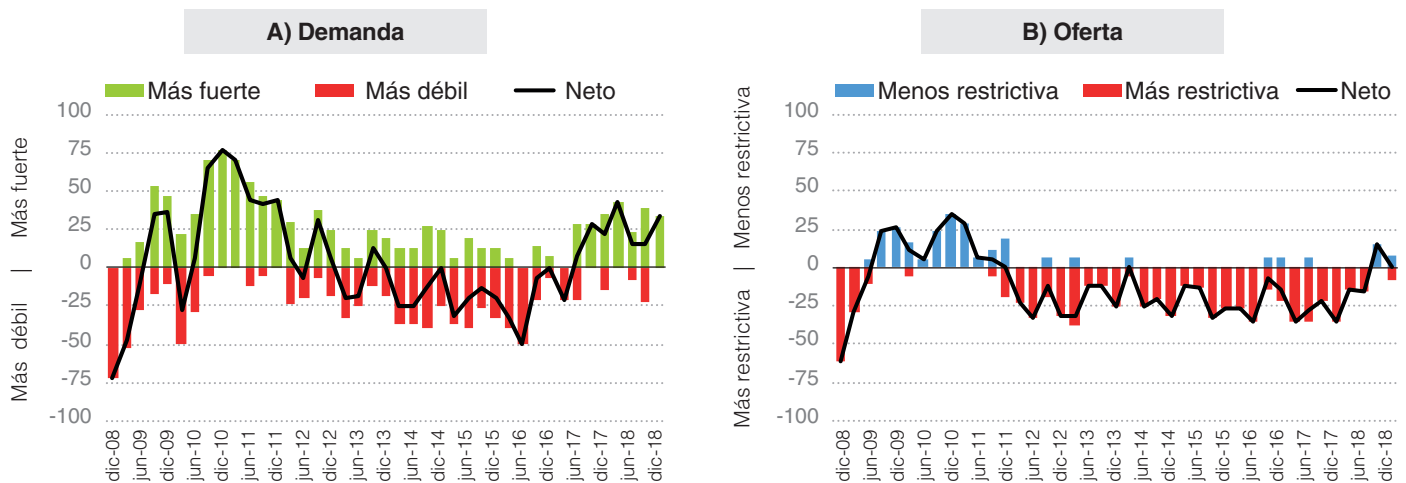 A) Demanda
Más fuerte Más débil Neto
Más débil | Más fuerte
100
75
50
25
0
-25
-50
-75
-100
dic-08
jun-09
dic-09
jun-10
dic-10
jun-11
dic-11
jun-12
dic-12
jun-13
dic-13
jun-14
dic-14
jun-15
dic-15
jun-16
dic-16
jun-17
dic-17
jun-18
dic-18
B) Oferta
Menos restrictiva Más restrictiva Neto
Más restrictiva | Menos restrictiva
100
75
50
25
0
-25
-50
-75
-100
dic-08
jun-09
dic-09
jun-10
dic-10
jun-11
dic-11
jun-12
dic-12
jun-13
dic-13
jun-14
dic-14
jun-15
dic-15
jun-16
dic-16
jun-17
dic-17
jun-18
dic-18